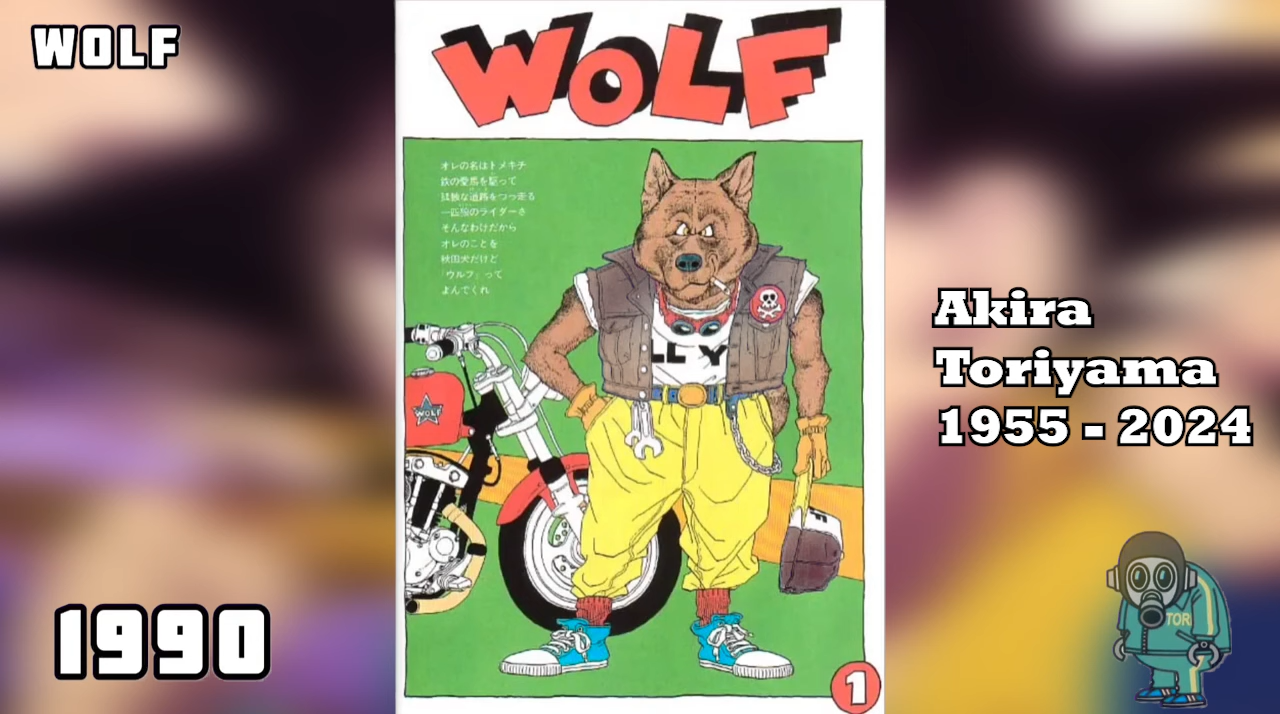 WOLF
WOLF
オレの名はトメキチ
鉄の愛馬を駆って
孤独な道路をつっ走る
一匹狼のライダーさ
そんなわけだから
オレのことを
秋田犬だけど
「ウルフ」って
よんでくれ
LL Y
WOLF
F
Akira
Toriyama
1955 - 2024
TORI
1990
1